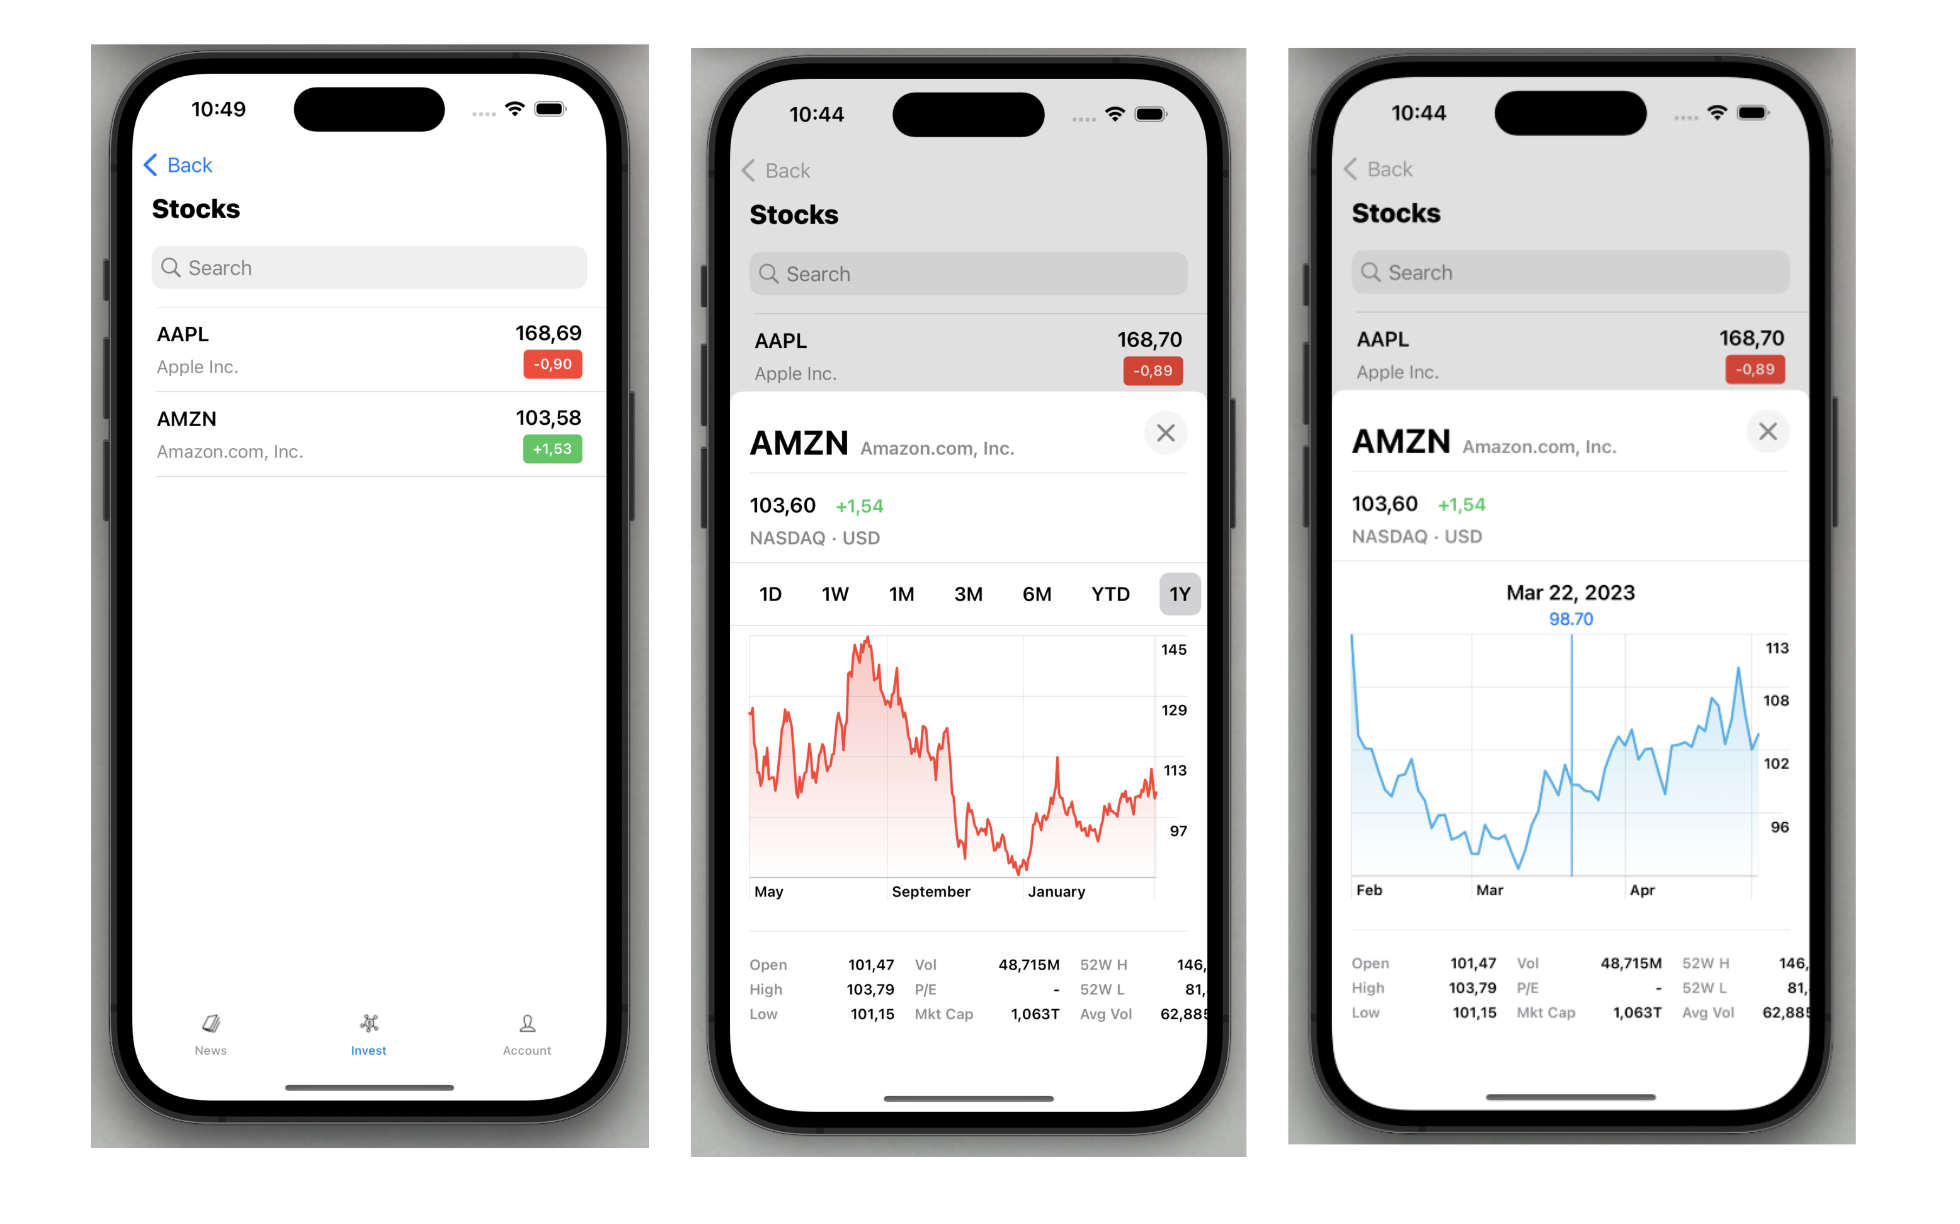 10:49
Back
Stocks
Search
AAPL 168,69
Apple Inc. -0,90
AMZN 103,58
Amazon.com, Inc. +1,53
News Invest Account
10:44
Back
Stocks
Search
AAPL 168,70
Apple Inc. -0,89
AMZN Amazon.com, Inc.
103,60 +1,54
NASDAQ · USD
1D 1W 1M 3M 6M YTD 1Y
145
129
113
97
May September January
Open 101,47 Vol 48,715M 52W H 146,
High 103,79 P/E - 52W L 81,
Low 101,15 Mkt Cap 1,063T Avg Vol 62,885
10:44
Back
Stocks
Search
AAPL 168,70
Apple Inc. -0,89
AMZN Amazon.com, Inc.
103,60 +1,54
NASDAQ · USD
Mar 22, 2023
98.70
113
108
102
96
Feb Mar Apr
Open 101,47 Vol 48,715M 52W H 146,
High 103,79 P/E - 52W L 81,
Low 101,15 Mkt Cap 1,063T Avg Vol 62,885